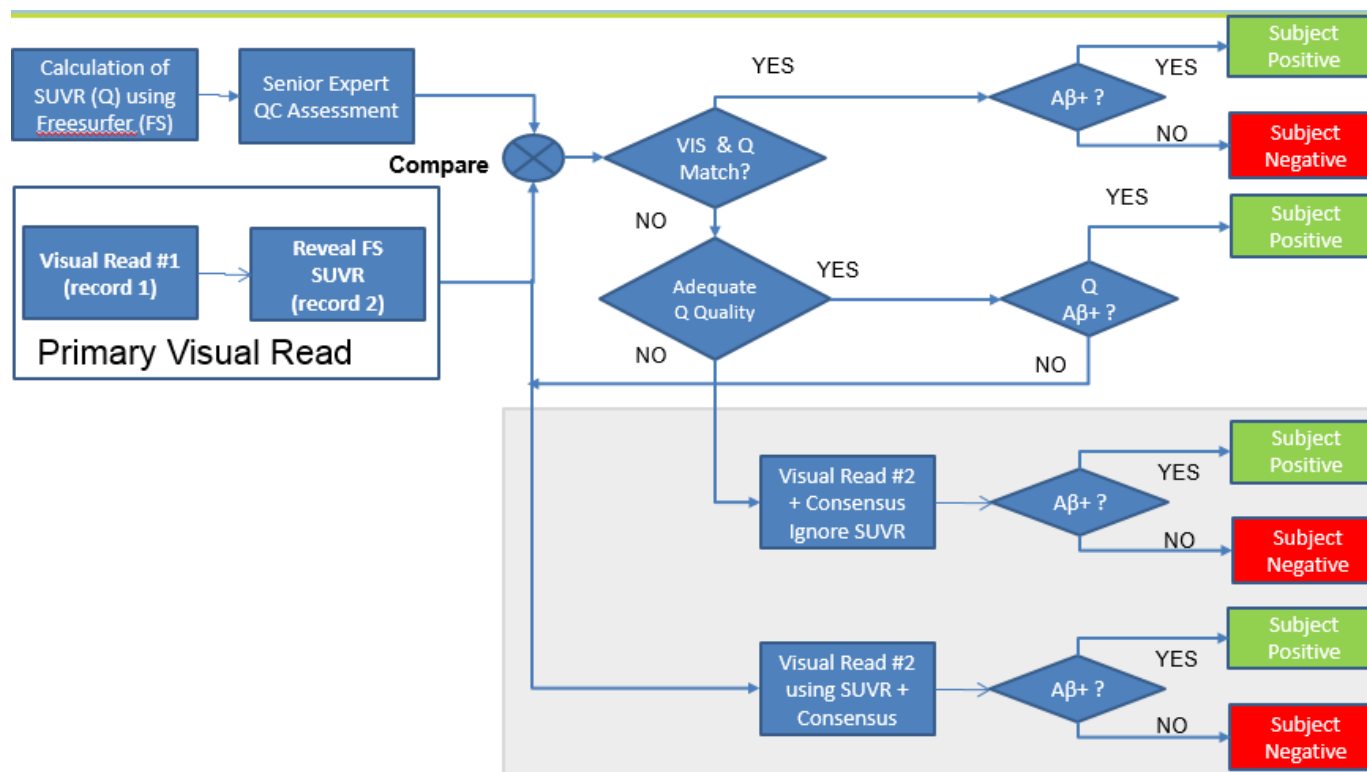 Calculation of
SUVR (Q) using
Freesurfer (FS)
Senior Expert
QC Assessment
Compare
VIS & Q
Match?
YES
Aβ+ ?
YES
Subject
Positive
NO
Subject
Negative
Visual Read #1
(record 1)
Reveal FS
SUVR
(record 2)
Primary Visual Read
NO
Adequate
Q Quality
YES
Q
Aβ+ ?
YES
Subject
Positive
NO
NO
Visual Read #2
+ Consensus
Ignore SUVR
Aβ+ ?
YES
Subject
Positive
NO
Subject
Negative
Visual Read #2
using SUVR +
Consensus
Aβ+ ?
YES
Subject
Positive
NO
Subject
Negative